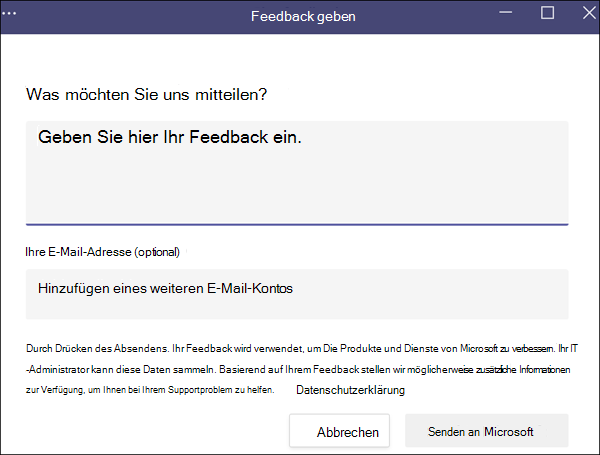 Feedback geben
Was möchten Sie uns mitteilen?
Geben Sie hier Ihr Feedback ein.
Ihre E-Mail-Adresse (optional)
Hinzufügen eines weiteren E-Mail-Kontos
Durch Drücken des Absendens. Ihr Feedback wird verwendet, um Die Produkte und Dienste von Microsoft zu verbessern. Ihr IT
-Administrator kann diese Daten sammeln. Basierend auf Ihrem Feedback stellen wir möglicherweise zusätzliche Informationen
zur Verfügung, um Ihnen bei Ihrem Supportproblem zu helfen. Datenschutzerklärung
Abbrechen Senden an Microsoft